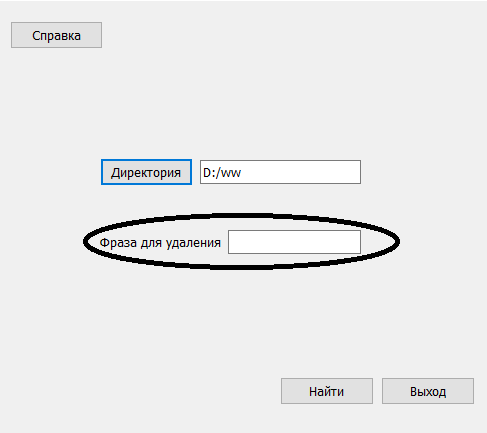 Справка
Директория D:/ww
Фраза для удаления
Найти Выход